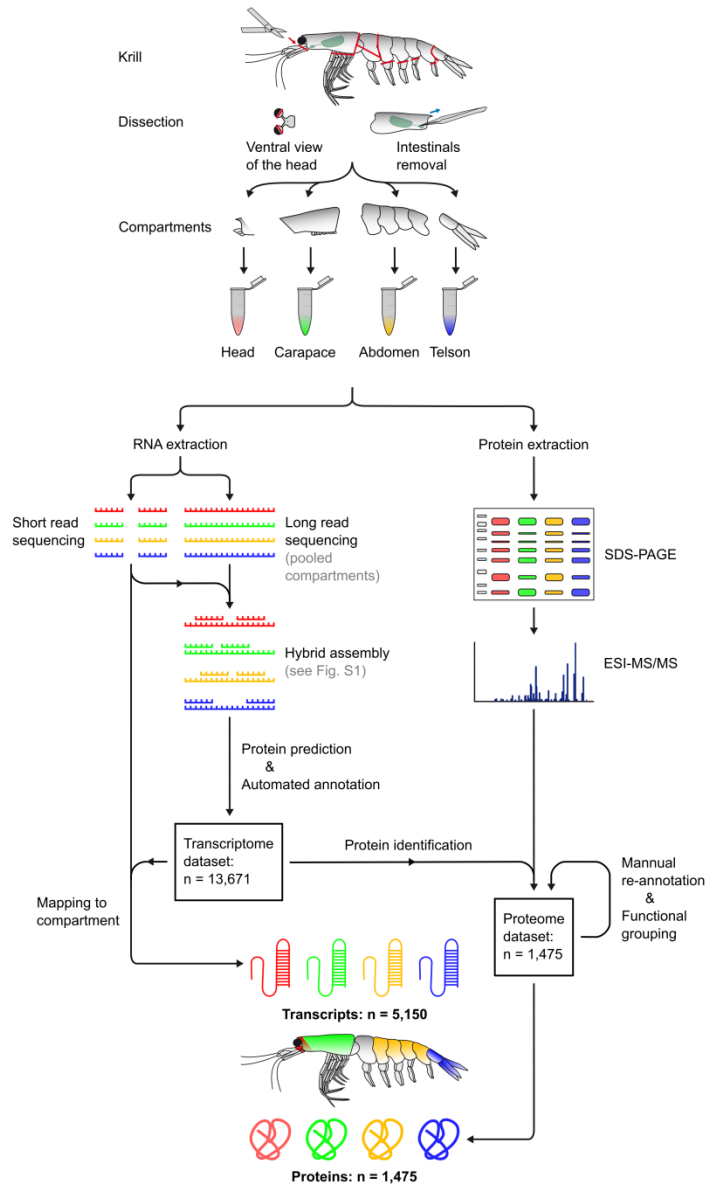 Krill
Dissection
Ventral view
of the head
Intestinals
removal
Compartments
Head
Carapace
Abdomen
Telson
RNA extraction
Protein extraction
Short read
sequencing
Long read
sequencing
(pooled
compartments)
SDS-PAGE
Hybrid assembly
(see Fig. S1)
ESI-MS/MS
Protein prediction
&
Automated annotation
Transcriptome
dataset:
n = 13,671
Protein identification
Mannual
re-annotation
&
Functional
grouping
Mapping to
compartment
Proteome
dataset:
n = 1,475
Transcripts: n = 5,150
Proteins: n = 1,475